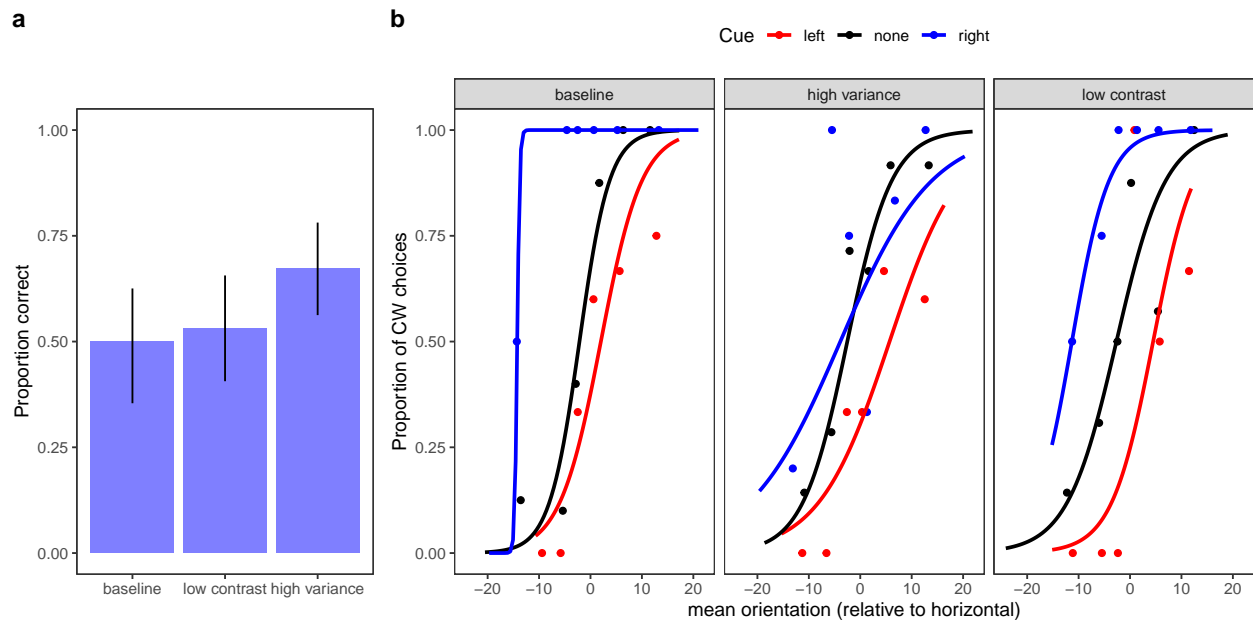 a
b
Cue left none right
baseline high variance low contrast
Proportion correct
1.00
0.75
0.50
0.25
0.00
baseline low contrast high variance
Proportion of CW choices
1.00
0.75
0.50
0.25
0.00
−20 −10 0 10 20
−20 −10 0 10 20
−20 −10 0 10 20
mean orientation (relative to horizontal)